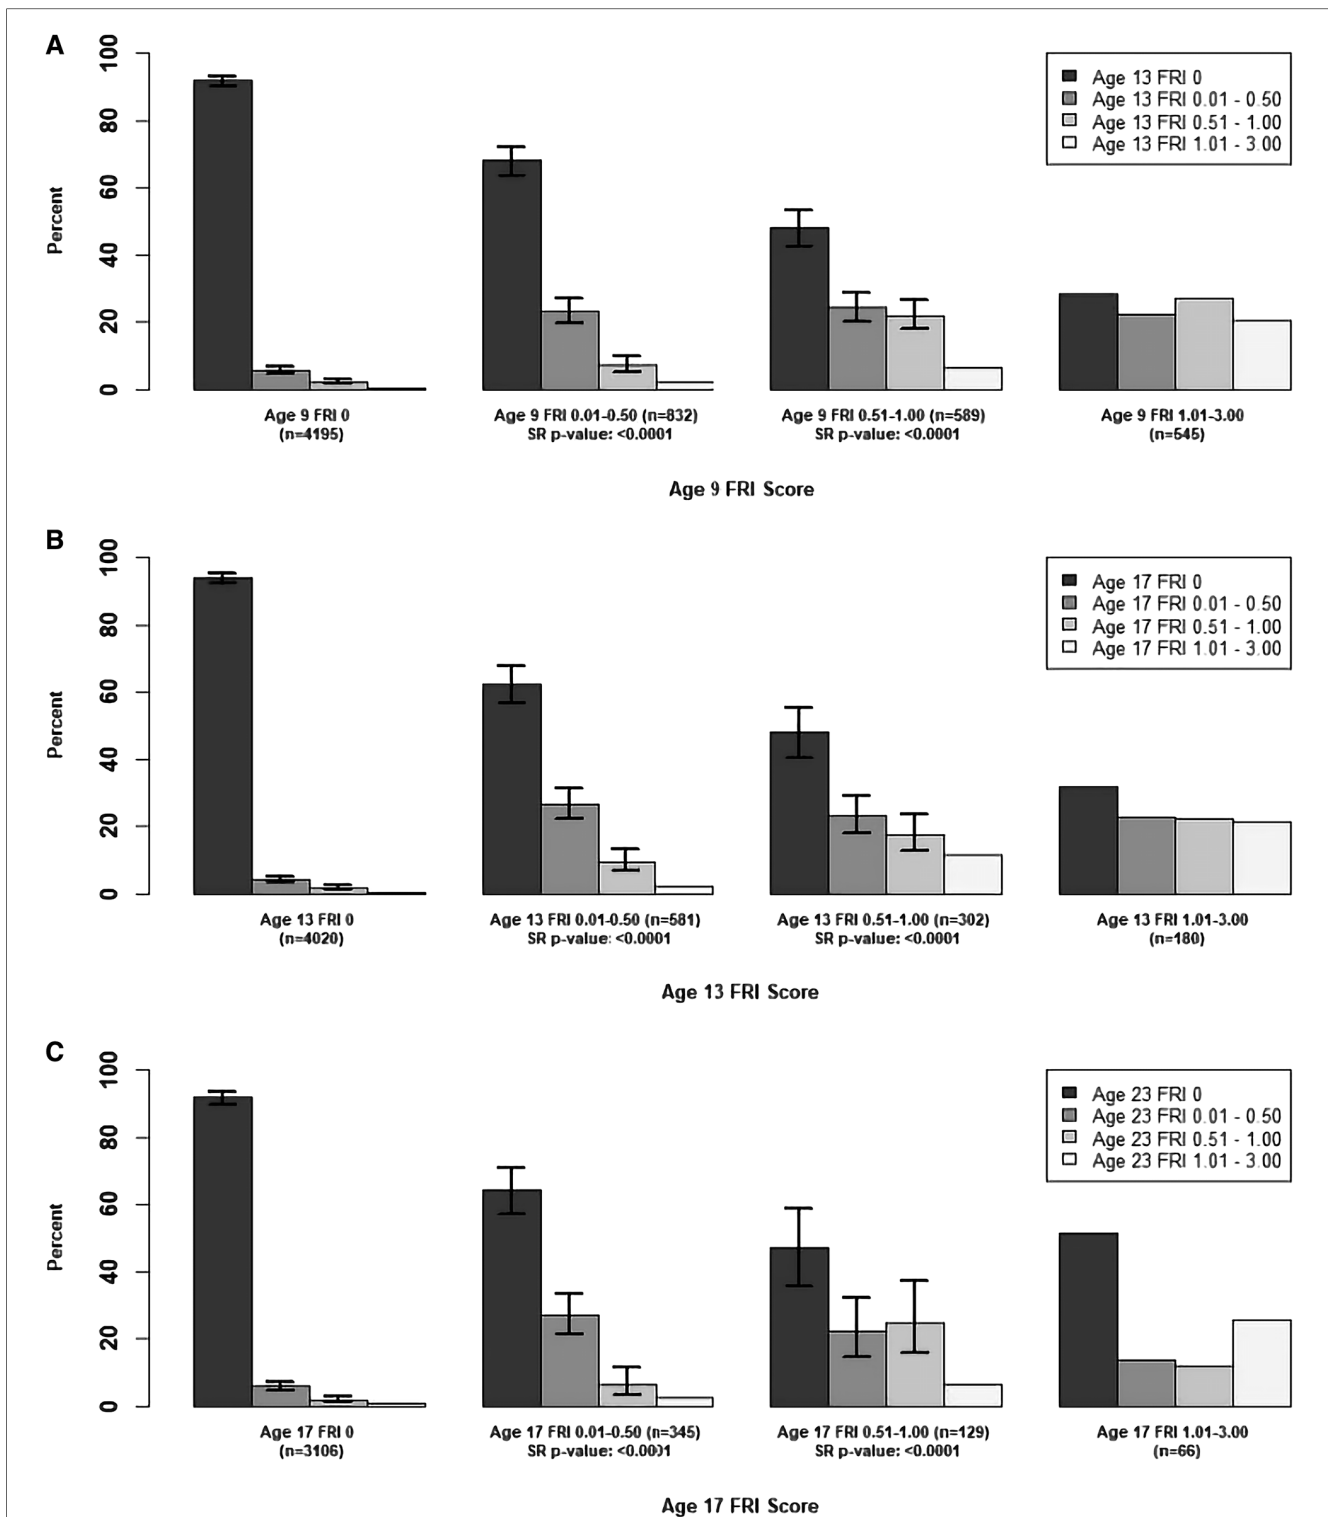 A
100
80
60
40
20
0
Percent
Age 13 FRI 0
Age 13 FRI 0.01 - 0.50
Age 13 FRI 0.51 - 1.00
Age 13 FRI 1.01 - 3.00
Age 9 FRI 0
(n=4195)
Age 9 FRI 0.01-0.50 (n=832)
SR p-value: <0.0001
Age 9 FRI 0.51-1.00 (n=589)
SR p-value: <0.0001
Age 9 FRI 1.01-3.00
(n=545)
Age 9 FRI Score
B
100
80
60
40
20
0
Percent
Age 17 FRI 0
Age 17 FRI 0.01 - 0.50
Age 17 FRI 0.51 - 1.00
Age 17 FRI 1.01 - 3.00
Age 13 FRI 0
(n=4020)
Age 13 FRI 0.01-0.50 (n=581)
SR p-value: <0.0001
Age 13 FRI 0.51-1.00 (n=302)
SR p-value: <0.0001
Age 13 FRI 1.01-3.00
(n=180)
Age 13 FRI Score
C
100
80
60
40
20
0
Percent
Age 23 FRI 0
Age 23 FRI 0.01 - 0.50
Age 23 FRI 0.51 - 1.00
Age 23 FRI 1.01 - 3.00
Age 17 FRI 0
(n=3106)
Age 17 FRI 0.01-0.50 (n=345)
SR p-value: <0.0001
Age 17 FRI 0.51-1.00 (n=129)
SR p-value: <0.0001
Age 17 FRI 1.01-3.00
(n=66)
Age 17 FRI Score